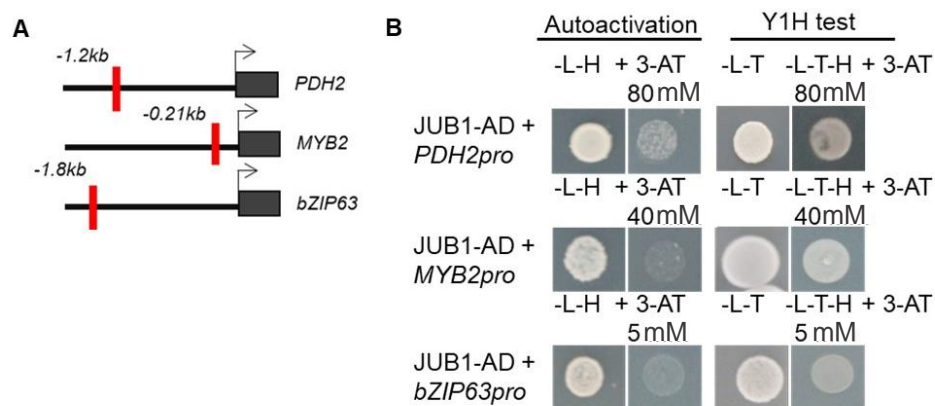 A
-1.2kb
PDH2
-0.21kb
MYB2
-1.8kb
bZIP63
B
Autoactivation Y1H test
-L-H + 3-AT -L-T -L-T-H + 3-AT
80 mM 80 mM
JUB1-AD +
PDH2pro
-L-H + 3-AT -L-T -L-T-H + 3-AT
40 mM 40 mM
JUB1-AD +
MYB2pro
-L-H + 3-AT -L-T -L-T-H + 3-AT
5 mM 5 mM
JUB1-AD +
bZIP63pro